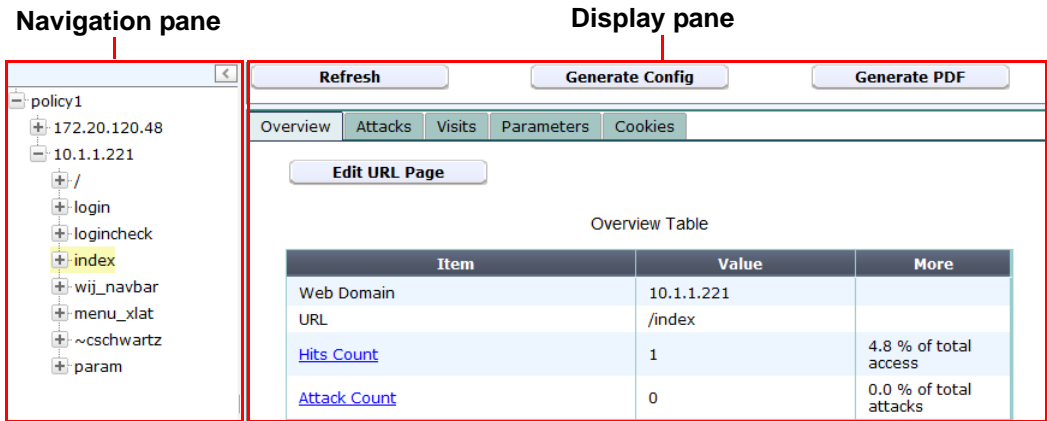 Navigation pane
Display pane
policy1
172.20.120.48
10.1.1.221
/
login
logincheck
index
wij_navbar
menu_xlat
~cschwartz
param
Refresh Generate Config Generate PDF
Overview Attacks Visits Parameters Cookies
Edit URL Page
Overview Table
Item Value More
Web Domain 10.1.1.221
URL /index
Hits Count 1 4.8 % of total
access
Attack Count 0 0.0 % of total
attacks